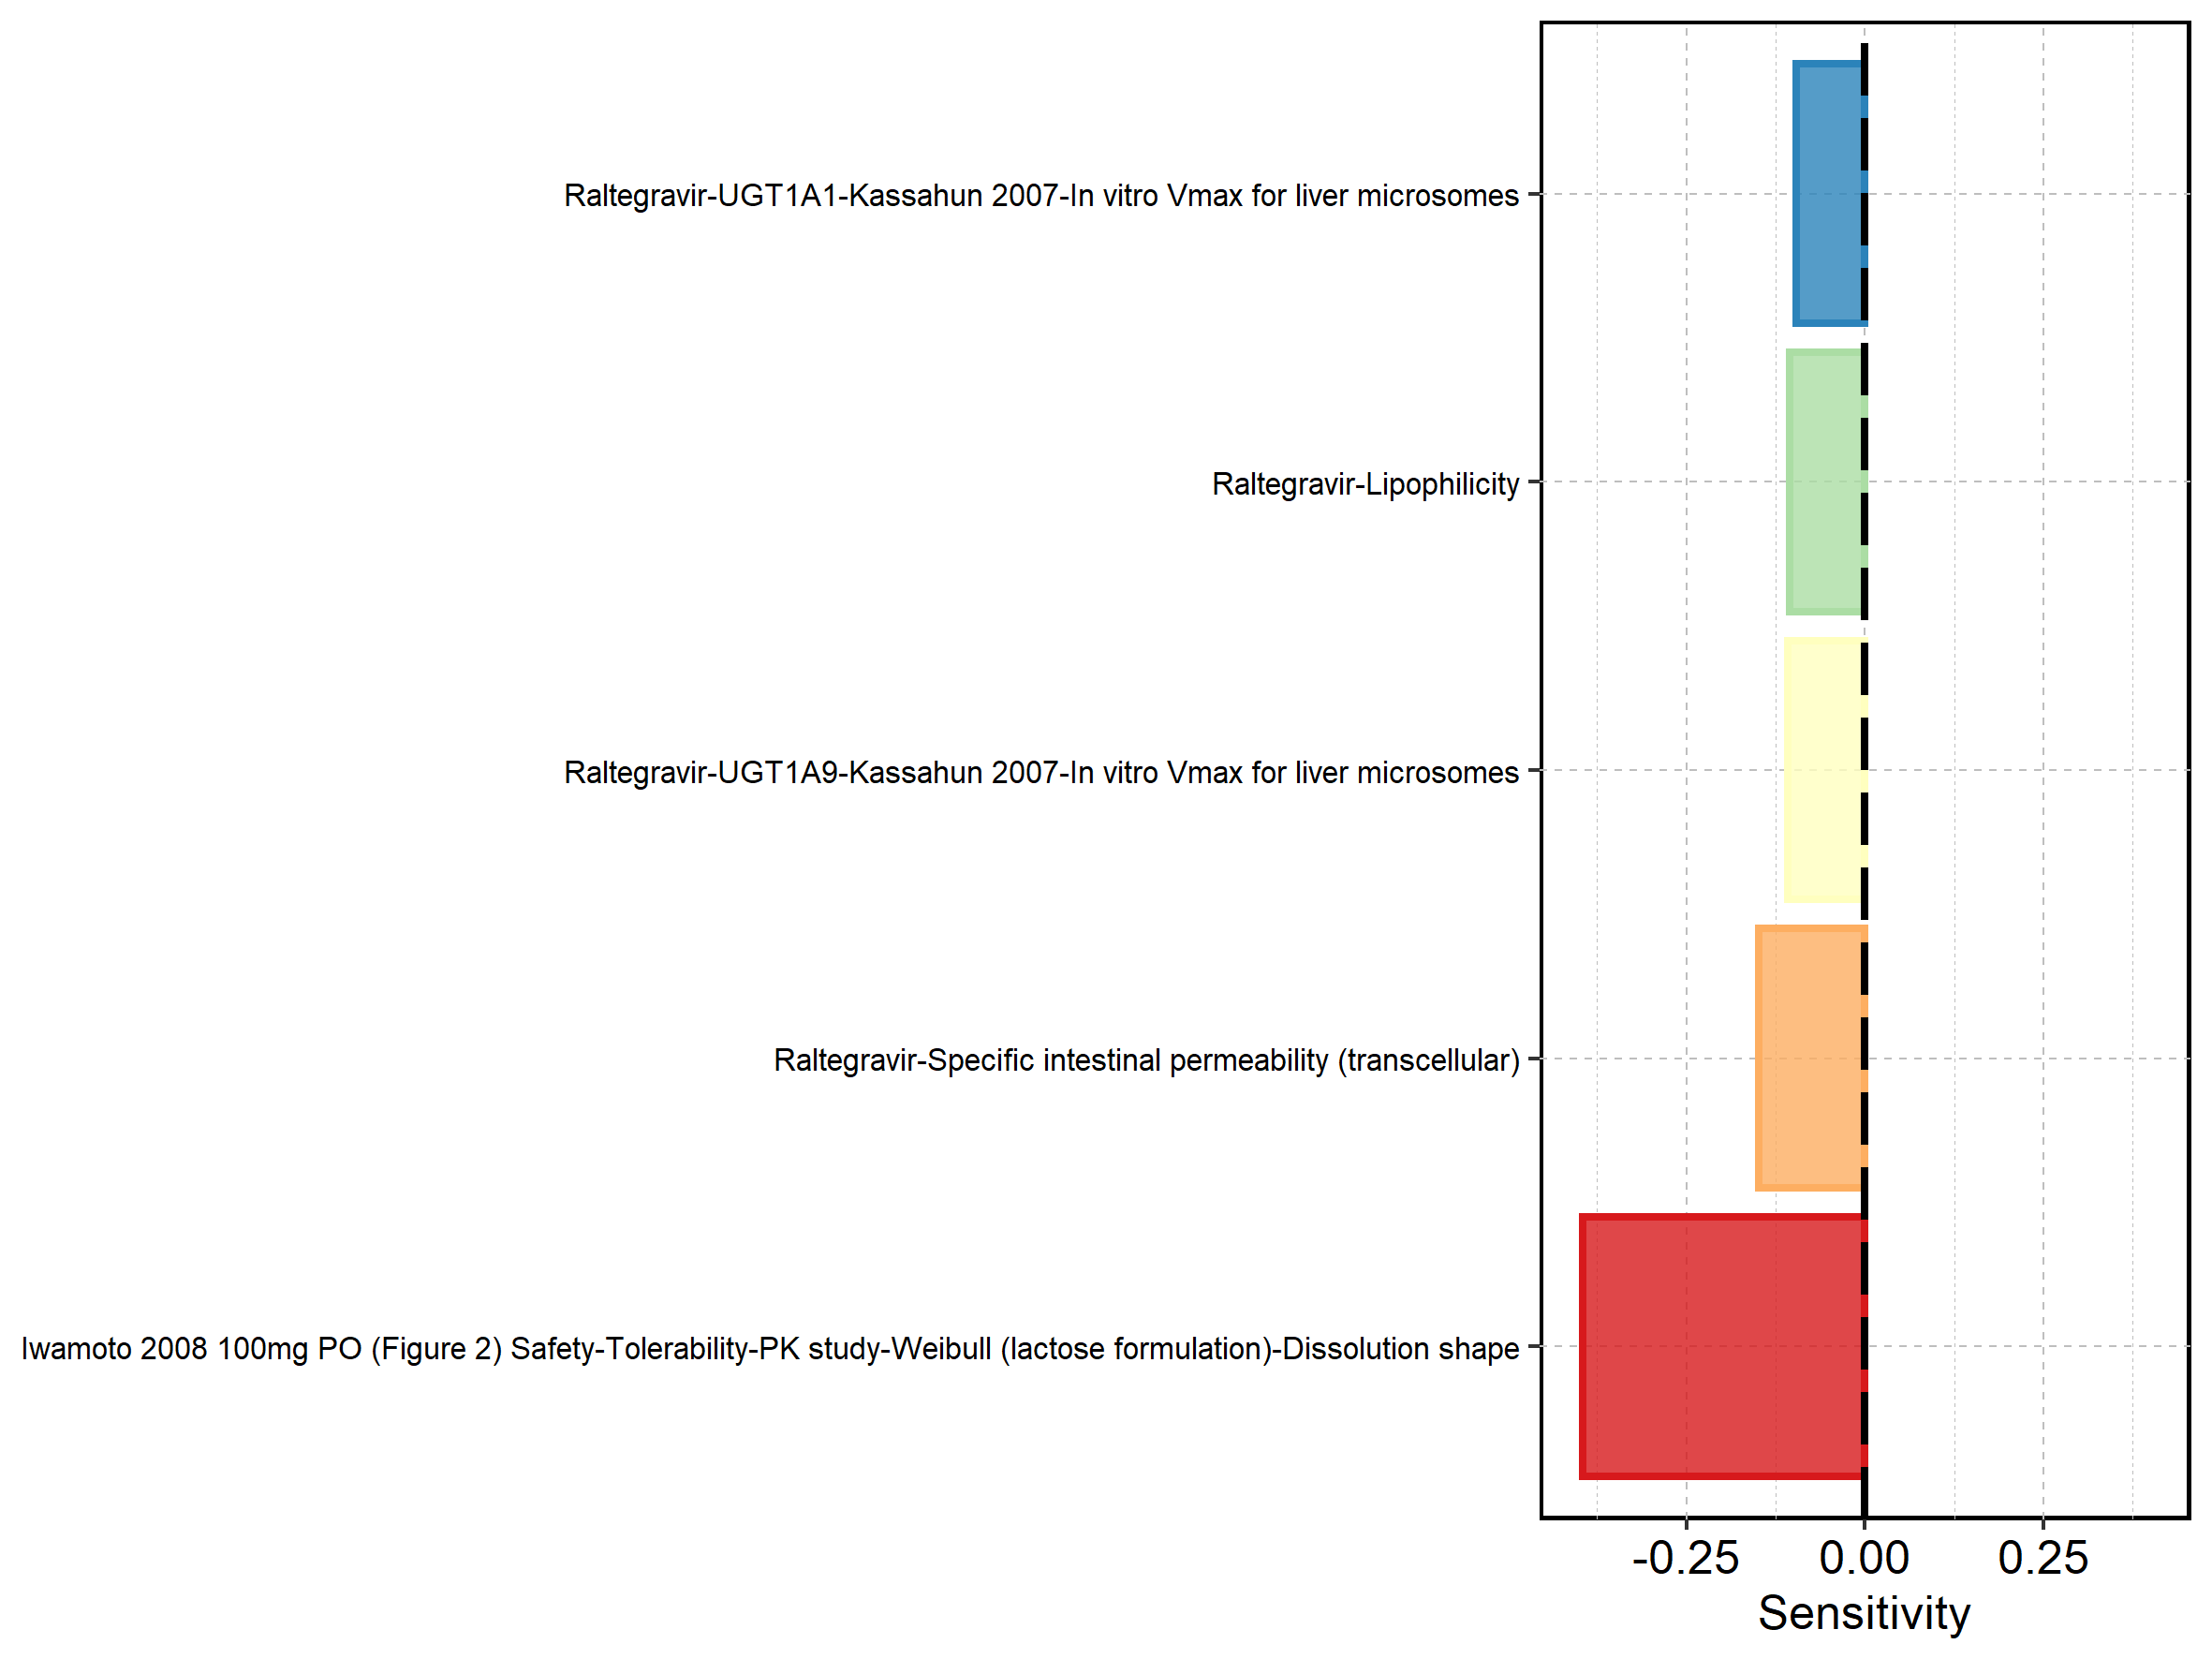 Raltegravir-UGT1A1-Kassahun 2007-In vitro Vmax for liver microsomes
Raltegravir-Lipophilicity
Raltegravir-UGT1A9-Kassahun 2007-In vitro Vmax for liver microsomes
Raltegravir-Specific intestinal permeability (transcellular)
Iwamoto 2008 100mg PO (Figure 2) Safety-Tolerability-PK study-Weibull (lactose formulation)-Dissolution shape
-0.25 0.00 0.25
Sensitivity